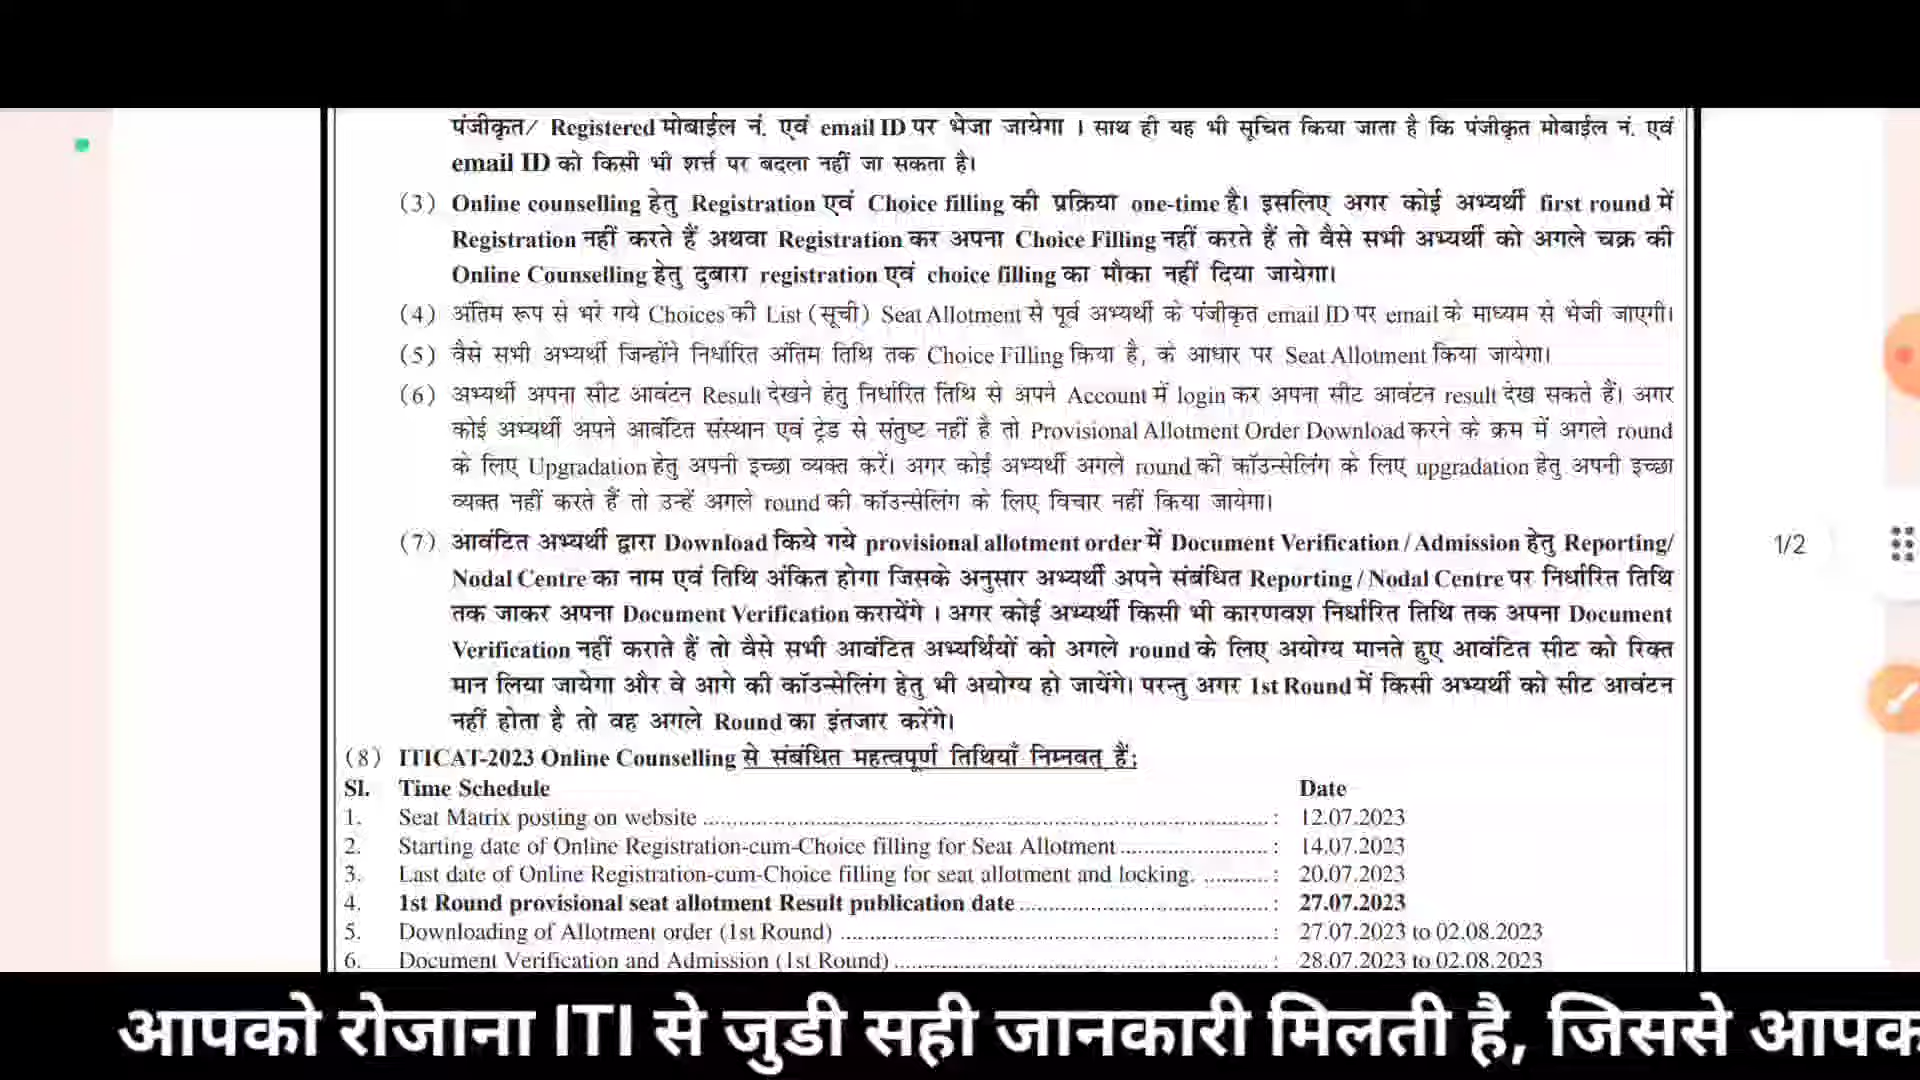 पंजीकृत/ Registered मोबाईल नं. एवं email ID पर भेजा जायेगा । साथ ही यह भी सूचित किया जाता है कि पंजीकृत मोबाईल नं. एवं
email ID को किसी भी शर्त्त पर बदला नहीं जा सकता है।
(3) Online counselling हेतु Registration एवं Choice filling की प्रक्रिया one-time है। इसलिए अगर कोई अभ्यर्थी first round में
Registration नहीं करते हैं अथवा Registration कर अपना Choice Filling नहीं करते हैं तो वैसे सभी अभ्यर्थी को अगले चक्र की
Online Counselling हेतु दुबारा registration एवं choice filling का मौका नहीं दिया जायेगा।
(4) अंतिम रूप से भरे गये Choices की List (सूची) Seat Allotment से पूर्व अभ्यर्थी के पंजीकृत email ID पर email के माध्यम से भेजी जाएगी।
(5) वैसे सभी अभ्यर्थी जिन्होंने निर्धारित अंतिम तिथि तक Choice Filling किया है, के आधार पर Seat Allotment किया जायेगा।
(6) अभ्यर्थी अपना सीट आवंटन Result देखने हेतु निर्धारित तिथि से अपने Account में login कर अपना सीट आवंटन result देख सकते हैं। अगर
कोई अभ्यर्थी अपने आवंटित संस्थान एवं ट्रेड से संतुष्ट नहीं है तो Provisional Allotment Order Download करने के क्रम में अगले round
के लिए Upgradation हेतु अपनी इच्छा व्यक्त करें। अगर कोई अभ्यर्थी अगले round की कॉउन्सेलिंग के लिए upgradation हेतु अपनी इच्छा
व्यक्त नहीं करते हैं तो उन्हें अगले round की कॉउन्सेलिंग के लिए विचार नहीं किया जायेगा।
(7) आवंटित अभ्यर्थी द्वारा Download किये गये provisional allotment order में Document Verification / Admission हेतु Reporting/
Nodal Centre का नाम एवं तिथि अंकित होगा जिसके अनुसार अभ्यर्थी अपने संबंधित Reporting / Nodal Centre पर निर्धारित तिथि
तक जाकर अपना Document Verification करायेंगे । अगर कोई अभ्यर्थी किसी भी कारणवश निर्धारित तिथि तक अपना Document
Verification नहीं कराते हैं तो वैसे सभी आवंटित अभ्यर्थियों को अगले round के लिए अयोग्य मानते हुए आवंटित सीट को रिक्त
मान लिया जायेगा और वे आगे की कॉउन्सेलिंग हेतु भी अयोग्य हो जायेंगे। परन्तु अगर 1st Round में किसी अभ्यर्थी को सीट आवंटन
नहीं होता है तो वह अगले Round का इंतजार करेंगे।
(8) ITICAT-2023 Online Counselling से संबंधित महत्वपूर्ण तिथियाँ निम्नवत् हैं;
Sl. Time Schedule Date
1. Seat Matrix posting on website : 12.07.2023
2. Starting date of Online Registration-cum-Choice filling for Seat Allotment : 14.07.2023
3. Last date of Online Registration-cum-Choice filling for seat allotment and locking. : 20.07.2023
4. 1st Round provisional seat allotment Result publication date : 27.07.2023
5. Downloading of Allotment order (1st Round) : 27.07.2023 to 02.08.2023
6. Document Verification and Admission (1st Round) : 28.07.2023 to 02.08.2023
1/2
आपको रोजाना ITI से जुडी सही जानकारी मिलती है, जिससे आपक